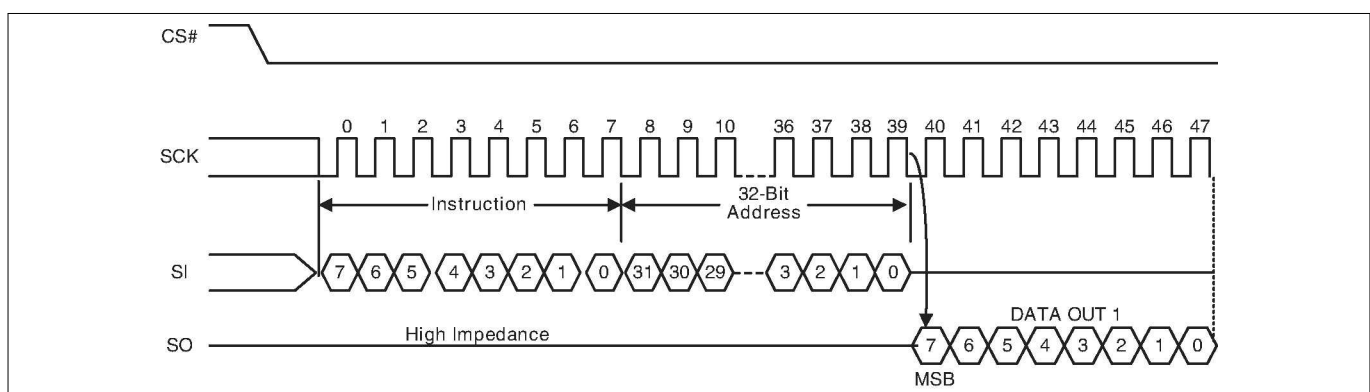 CS#
0 1 2 3 4 5 6 7 8 9 10 36 37 38 39 40 41 42 43 44 45 46 47
SCK
Instruction
32-Bit
Address
SI 7 6 5 4 3 2 1 0 31 30 29 3 2 1 0
DATA OUT 1
High Impedance
SO 7 6 5 4 3 2 1 0
MSB